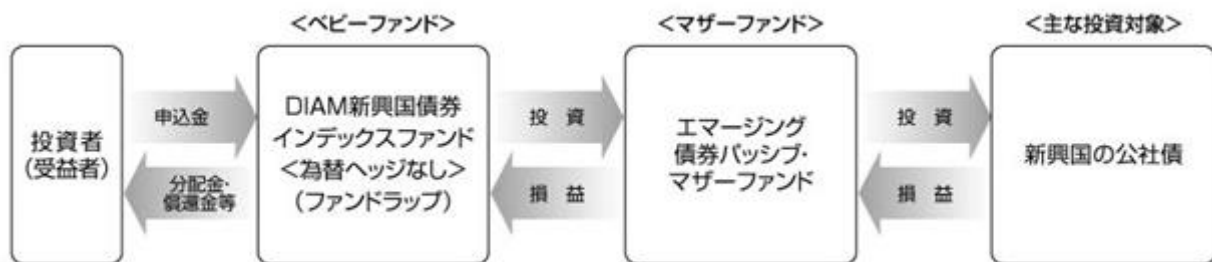 <ベビーファンド>
<マザーファンド>
<主な投資対象>
投資者
(受益者)
申込金
分配金・
償還金等
DIAM新興国債券
インデックスファンド
<為替ヘッジなし>
(ファンドラップ)
投 資
損 益
エマージング
債券パッシブ・
マザーファンド
投 資
損 益
新興国の公社債